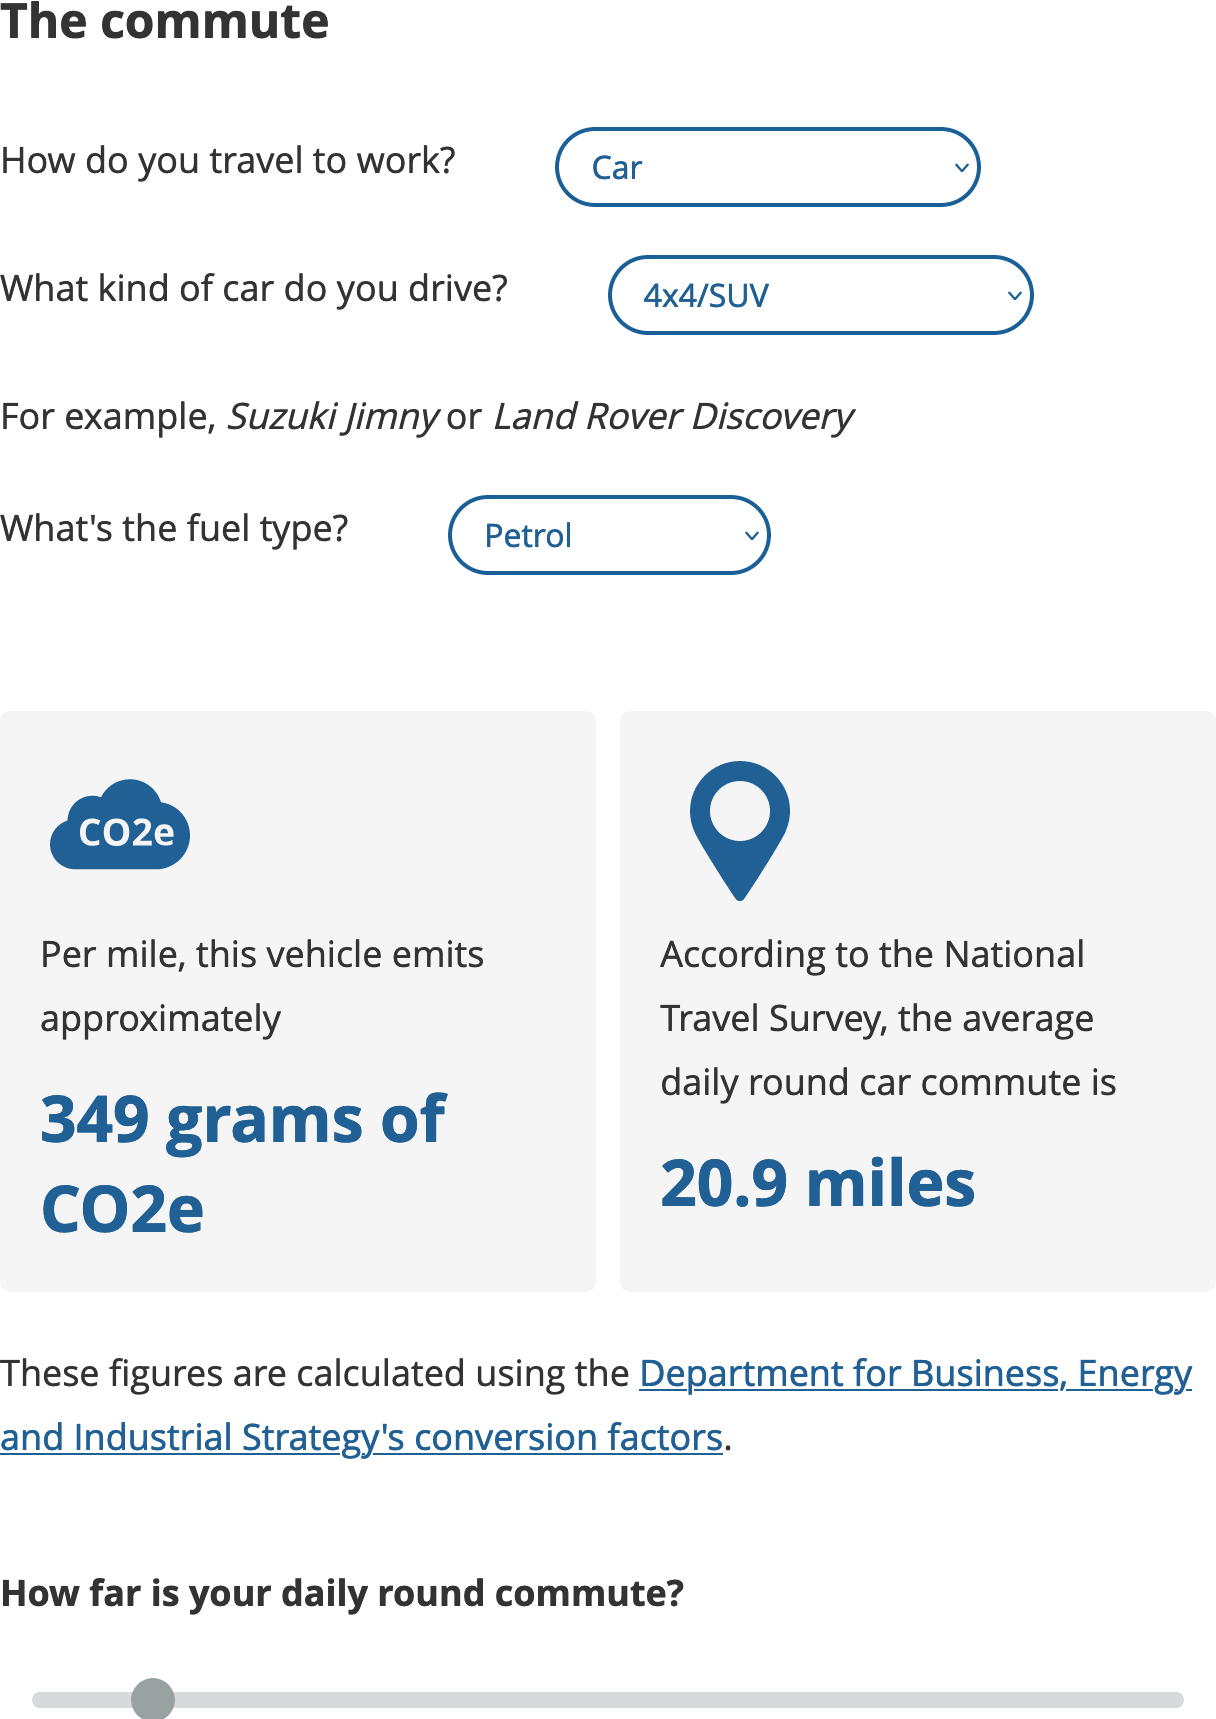 The commute
How do you travel to work?
Car
What kind of car do you drive?
4x4/SUV
For example, Suzuki Jimny or Land Rover Discovery
What's the fuel type?
Petrol
CO2e
Per mile, this vehicle emits
approximately
349 grams of
CO2e
According to the National
Travel Survey, the average
daily round car commute is
20.9 miles
These figures are calculated using the Department for Business, Energy
and Industrial Strategy's conversion factors.
How far is your daily round commute?